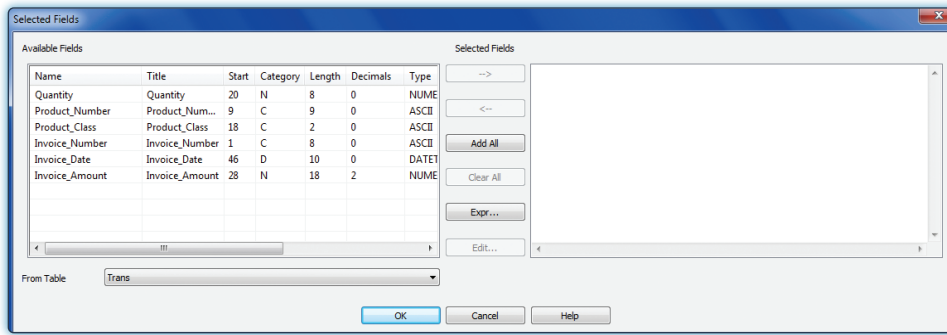 Selected Fields
Available Fields
Selected Fields
Name Title Start Category Length Decimals Type
Quantity Quantity 20 N 8 0 NUME
Product_Number Product_Num... 9 C 9 0 ASCII
Product_Class Product_Class 18 C 2 0 ASCII
Invoice_Number Invoice_Number 1 C 8 0 ASCII
Invoice_Date Invoice_Date 46 D 10 0 DATET
Invoice_Amount Invoice_Amount 28 N 18 2 NUME
-->
<--
Add All
Clear All
Expr...
Edit...
From Table Trans
OK Cancel Help